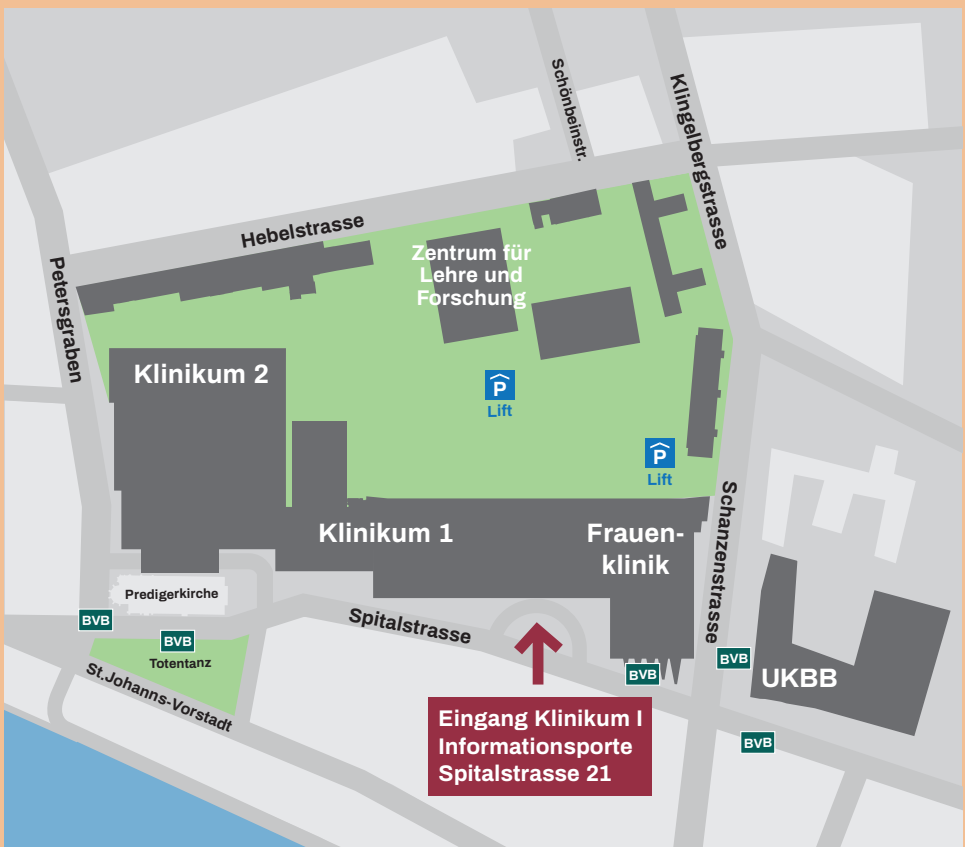 Schönbeinstr.
Klingelbergstrasse
Hebelstrasse
Petersgraben
Zentrum für
Lehre und
Forschung
Klinikum 2
P
Lift
P
Lift
Klinikum 1
Frauen-
klinik
Schanzenstrasse
Predigerkirche
BVB
BVB
Totentanz
St.Johanns-Vorstadt
Spitalstrasse
BVB
BVB
UKBB
BVB
Eingang Klinikum I
Informationsporte
Spitalstrasse 21